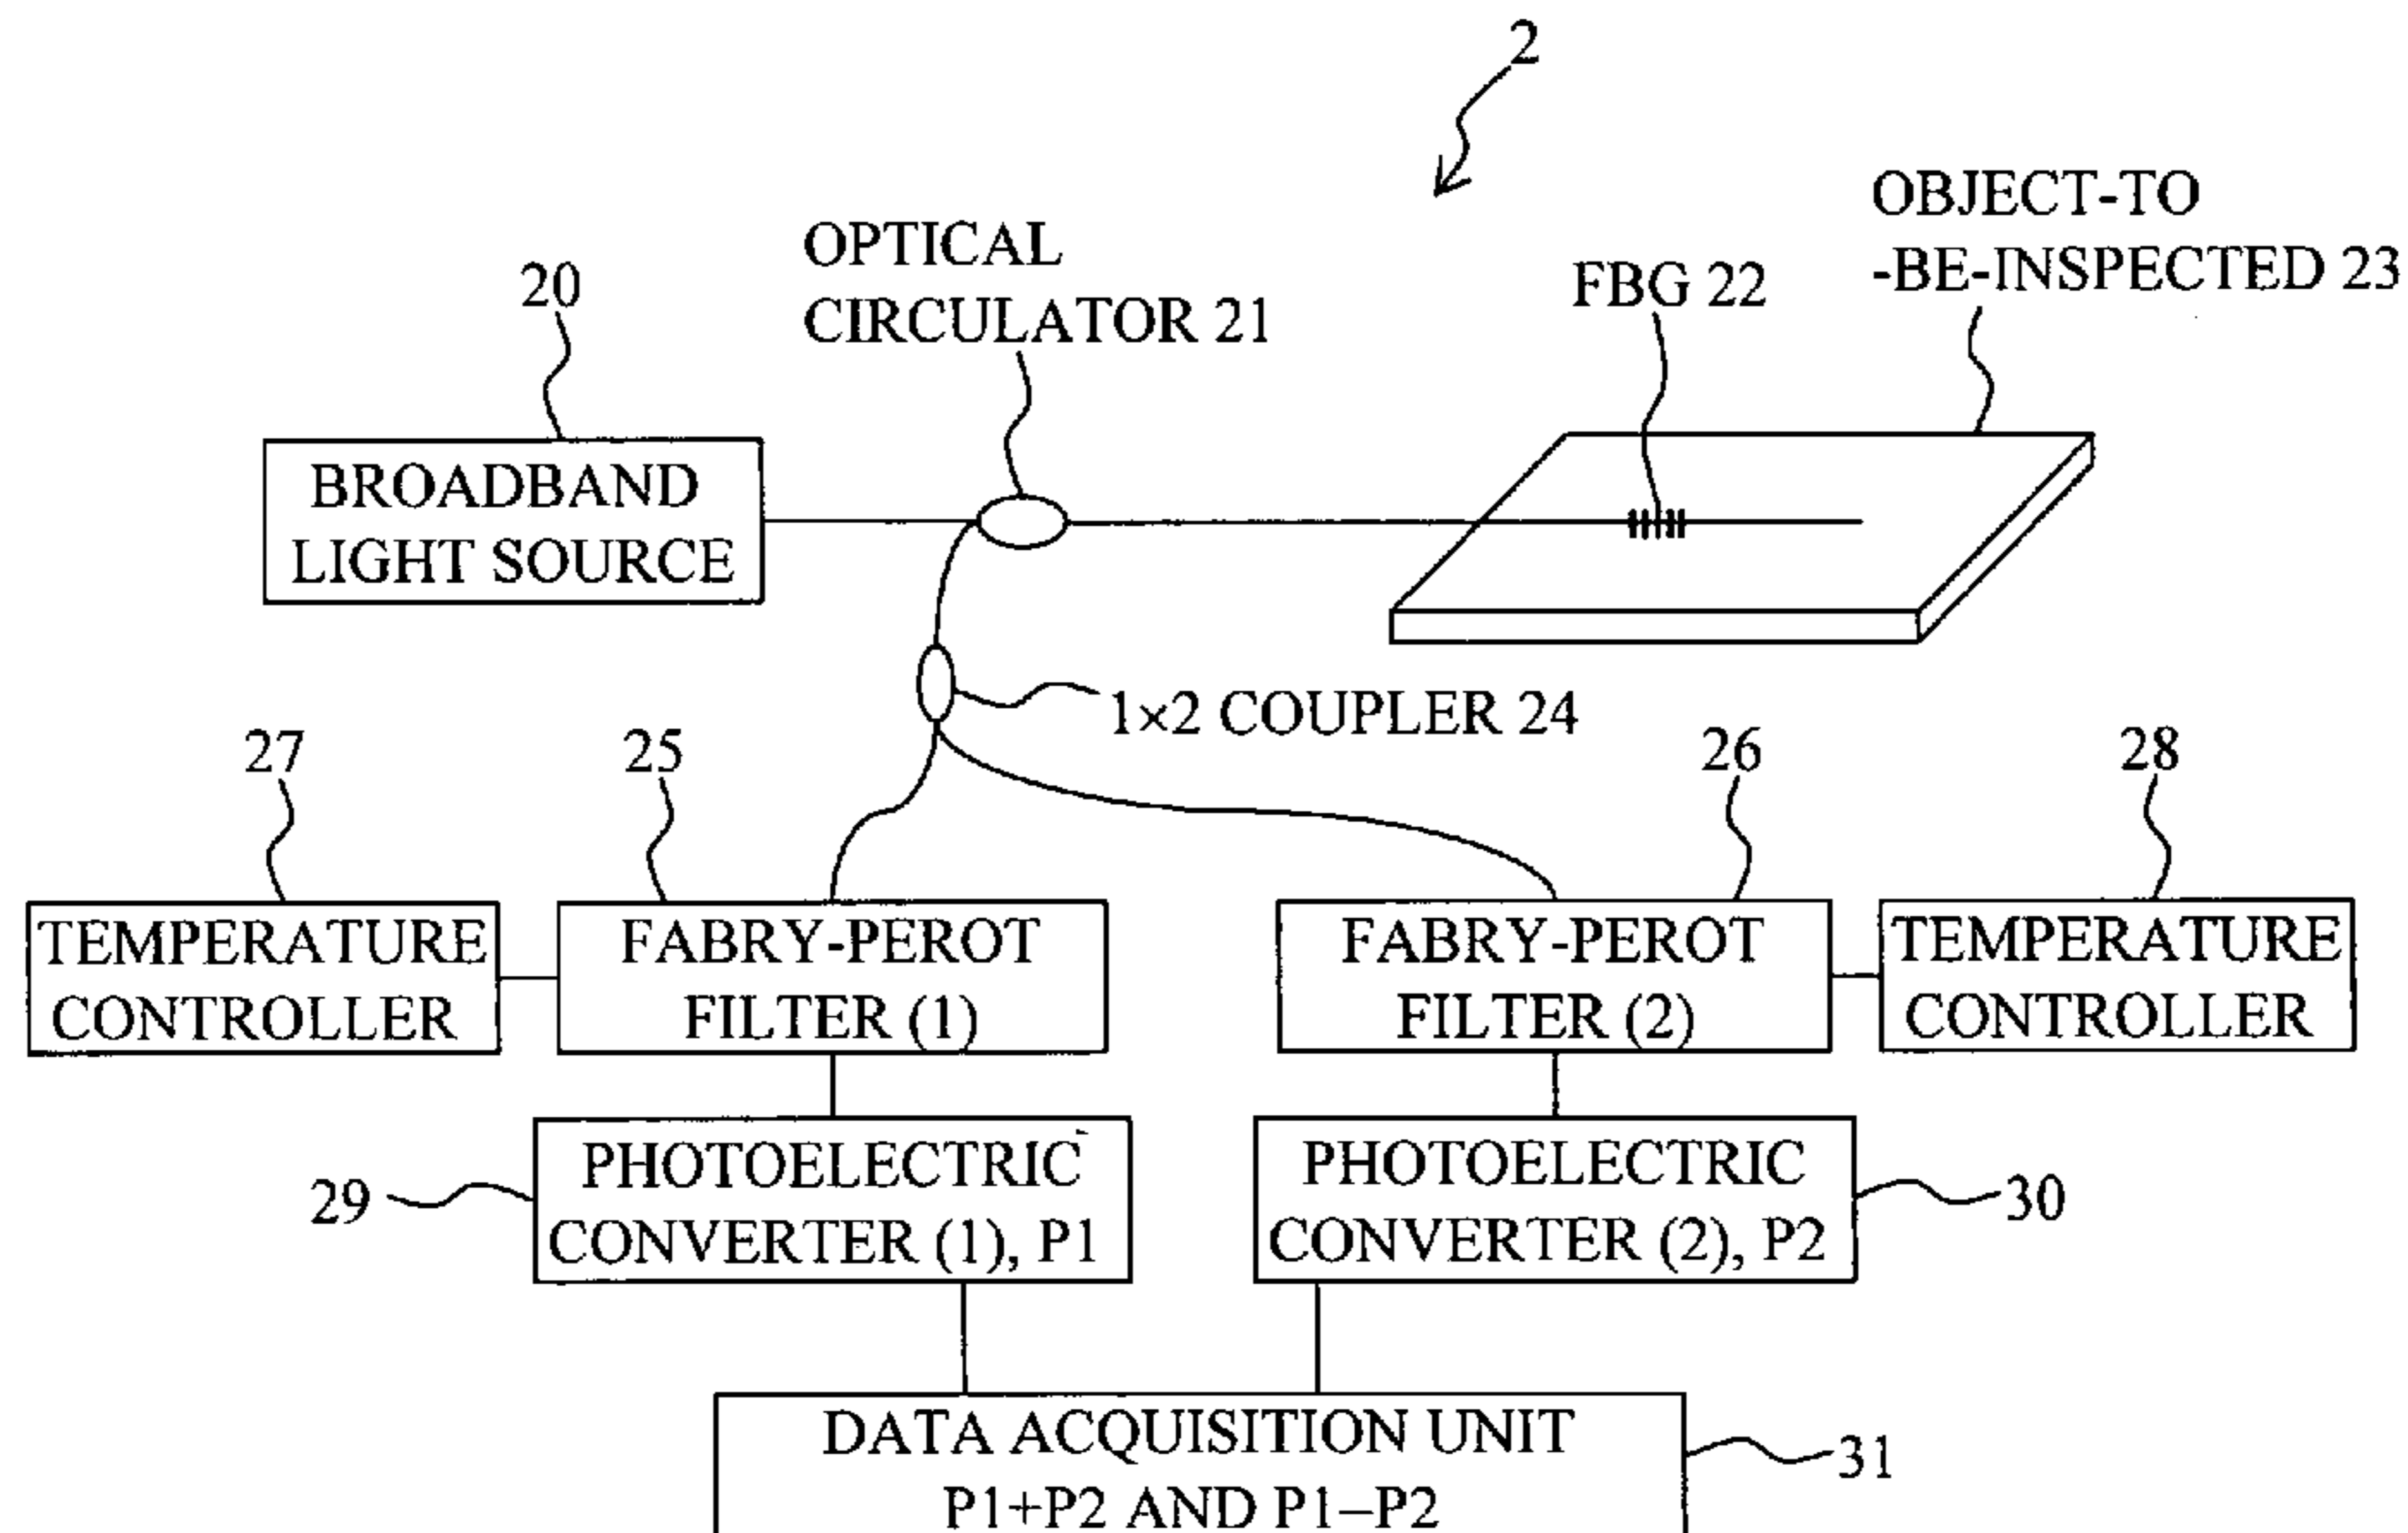 2
OBJECT-TO
-BE-INSPECTED 23
OPTICAL
CIRCULATOR 21
FBG 22
20
BROADBAND
LIGHT SOURCE
1×2 COUPLER 24
27
25
26
28
TEMPERATURE
CONTROLLER
FABRY-PEROT
FILTER (1)
FABRY-PEROT
FILTER (2)
TEMPERATURE
CONTROLLER
29
PHOTOELECTRIC
CONVERTER (1), P1
PHOTOELECTRIC
CONVERTER (2), P2
30
DATA ACQUISITION UNIT
P1+P2 AND P1−P2
31